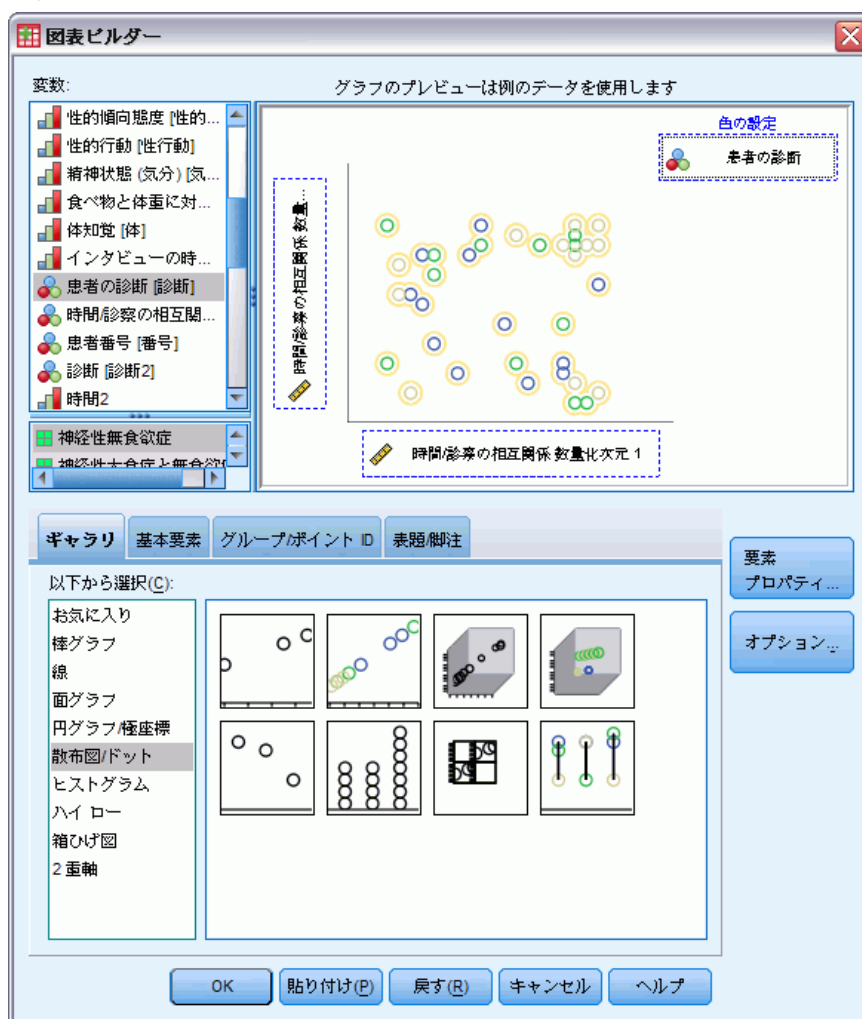 図表ビルダー
変数:
グラフのプレビューは例のデータを使用します
性的傾向態度 [性的...
性的行動 [性行動]
精神状態 (気分) [気...
食べ物と体重に対...
体知覚 [体]
インタビューの時...
患者の診断 [診断]
時間/診察の相互関...
患者番号 [番号]
診断 [診断2]
時間2
神経性無食欲症
神経性大食症と無食欲
色の設定
患者の診断
時間/診察の相互関係 数量...
時間/診察の相互関係 数量化次元 1
ギャラリ
基本要素
グループ/ポイント ID
表題/脚注
以下から選択(C):
お気に入り
棒グラフ
線
面グラフ
円グラフ/極座標
散布図/ドット
ヒストグラム
ハイ ロー
箱ひげ図
2 重軸
要素
プロパティ...
オプション...
OK
貼り付け(P)
戻す(R)
キャンセル
ヘルプ